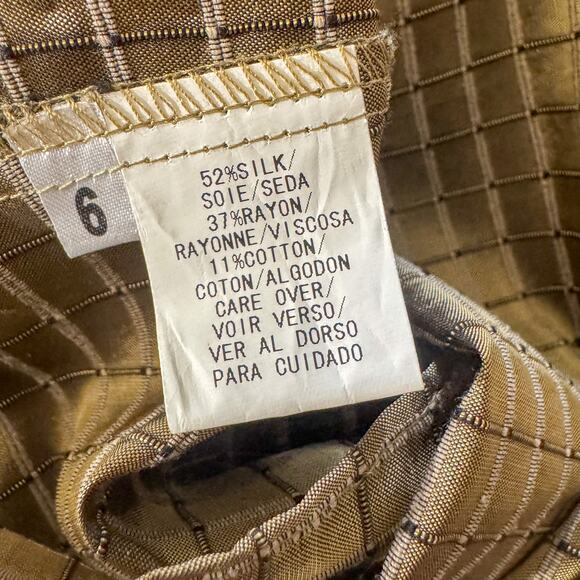 6
52%SILK/
SOIE/SEDA
37%RAYON/
RAYONNE/VISCOSA
11%COTTON/
COTON/ALGODON
CARE OVER/
VOIR VERSO/
VER AL DORSO
PARA CUIDADO